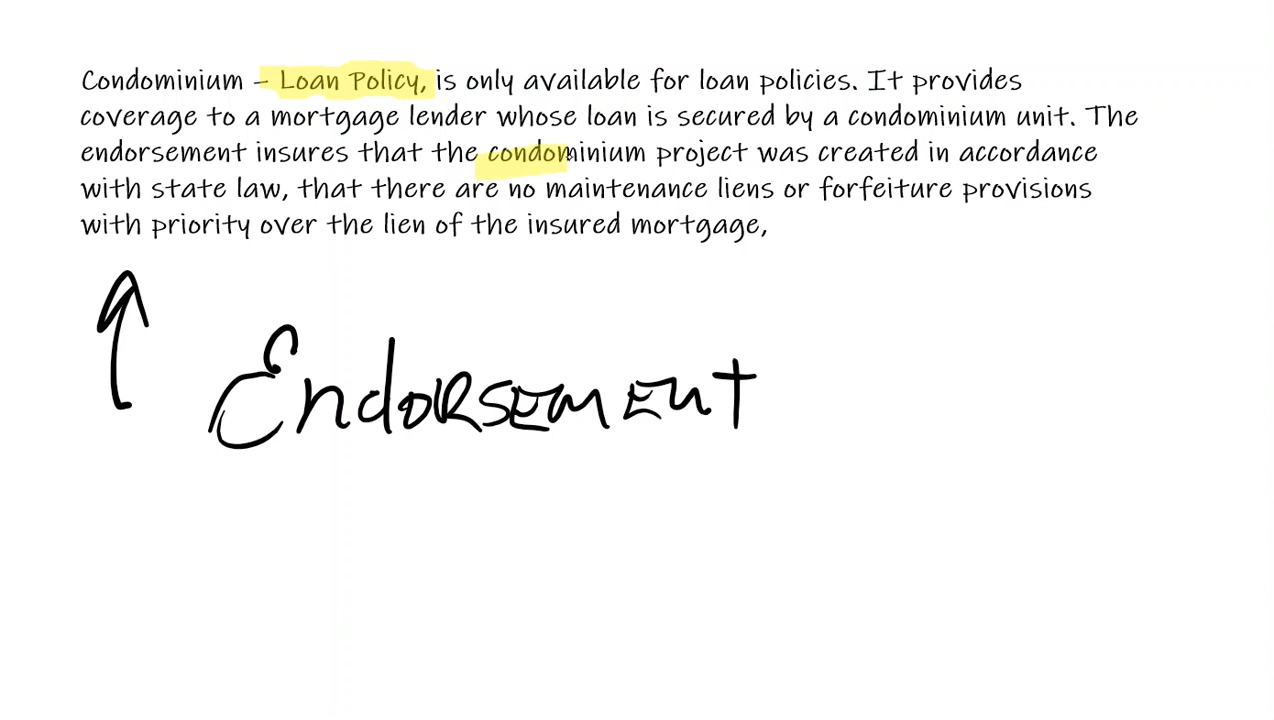 Condominium – Loan Policy, is only available for loan policies. It provides
coverage to a mortgage lender whose loan is secured by a condominium unit. The
endorsement insures that the condominium project was created in accordance
with state law, that there are no maintenance liens or forfeiture provisions
with priority over the lien of the insured mortgage,
Endorsement